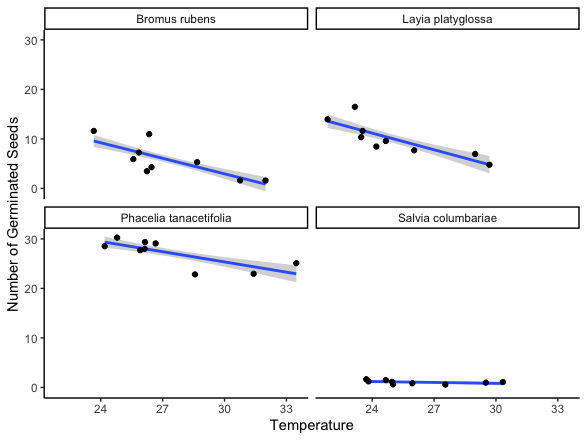 Bromus rubens
Layia platyglossa
30
20
10
0
Number of Germinated Seeds
Phacelia tanacetifolia
Salvia columbariae
30
20
10
0
24 27 30 33
24 27 30 33
Temperature